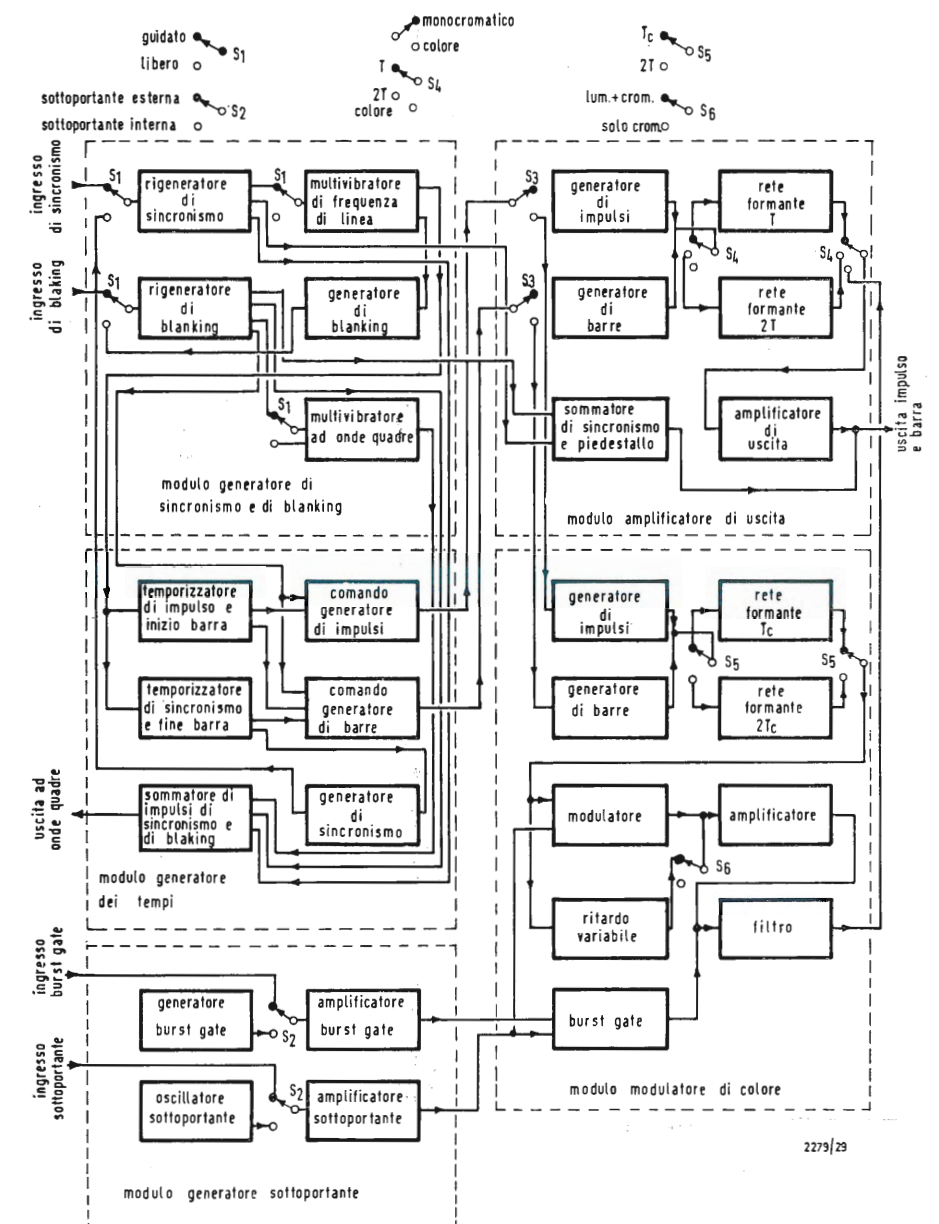 guidato
libero
S1
sottoportante esterna
sottoportante interna
S2
monocromatico
colore
T
2T
colore
S4
Tc
2T
S5
lum.+crom.
solo crom.
S6
ingresso
di sincronismo
S1
rigeneratore
di
sincronismo
S1
multivibratore
di frequenza
di linea
ingresso
di blaking
S1
rigeneratore
di
blanking
generatore
di
blanking
S1
multivibratore
ad onde quadre
modulo generatore di
sincronismo e di blanking
S3
generatore
di
impulsi
S4
rete
formante
T
S4
S3
generatore
di
barre
rete
formante
2T
sommatore
di sincronismo
e piedestallo
amplificatore
di
uscita
uscita impulso
e barra
modulo amplificatore di uscita
temporizzatore
di impulso e
inizio barra
comando
generatore
di impulsi
temporizzatore
di sincronismo
e fine barra
comando
generatore
di barre
uscita ad
onde quadre
sommatore di
impulsi di
sincronismo e
di blaking
generatore
di
sincronismo
modulo generatore
dei tempi
generatore
di
impulsi
S5
rete
formante
Tc
S5
generatore
di barre
rete
formante
2Tc
modulatore
amplificatore
S6
ritardo
variabile
filtro
burst gate
modulo modulatore di colore
ingresso
burst gate
generatore
burst gate
S2
amplificatore
burst gate
ingresso
sottoportante
oscillatore
sottoportante
S2
amplificatore
sottoportante
modulo generatore sottoportante
2279/29